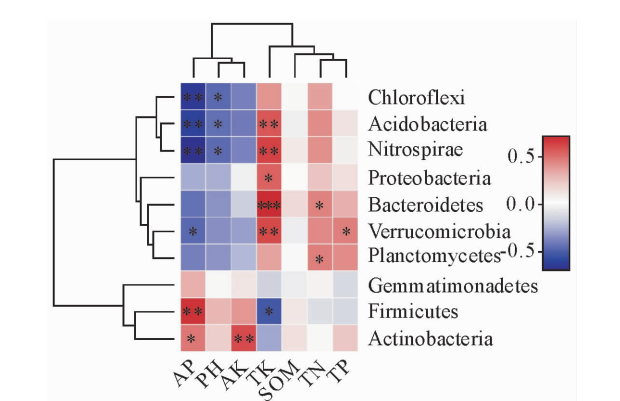 Chloroflexi
** *
Acidobacteria
** * **
Nitrospirae
** * **
Proteobacteria
*
Bacteroidetes
*** *
Verrucomicrobia
* ** *
Planctomycetes
*
Gemmatimonadetes
Firmicutes
** *
Actinobacteria
* **
0.5
0.0
-0.5
AP PH AK TK SOM TN TP